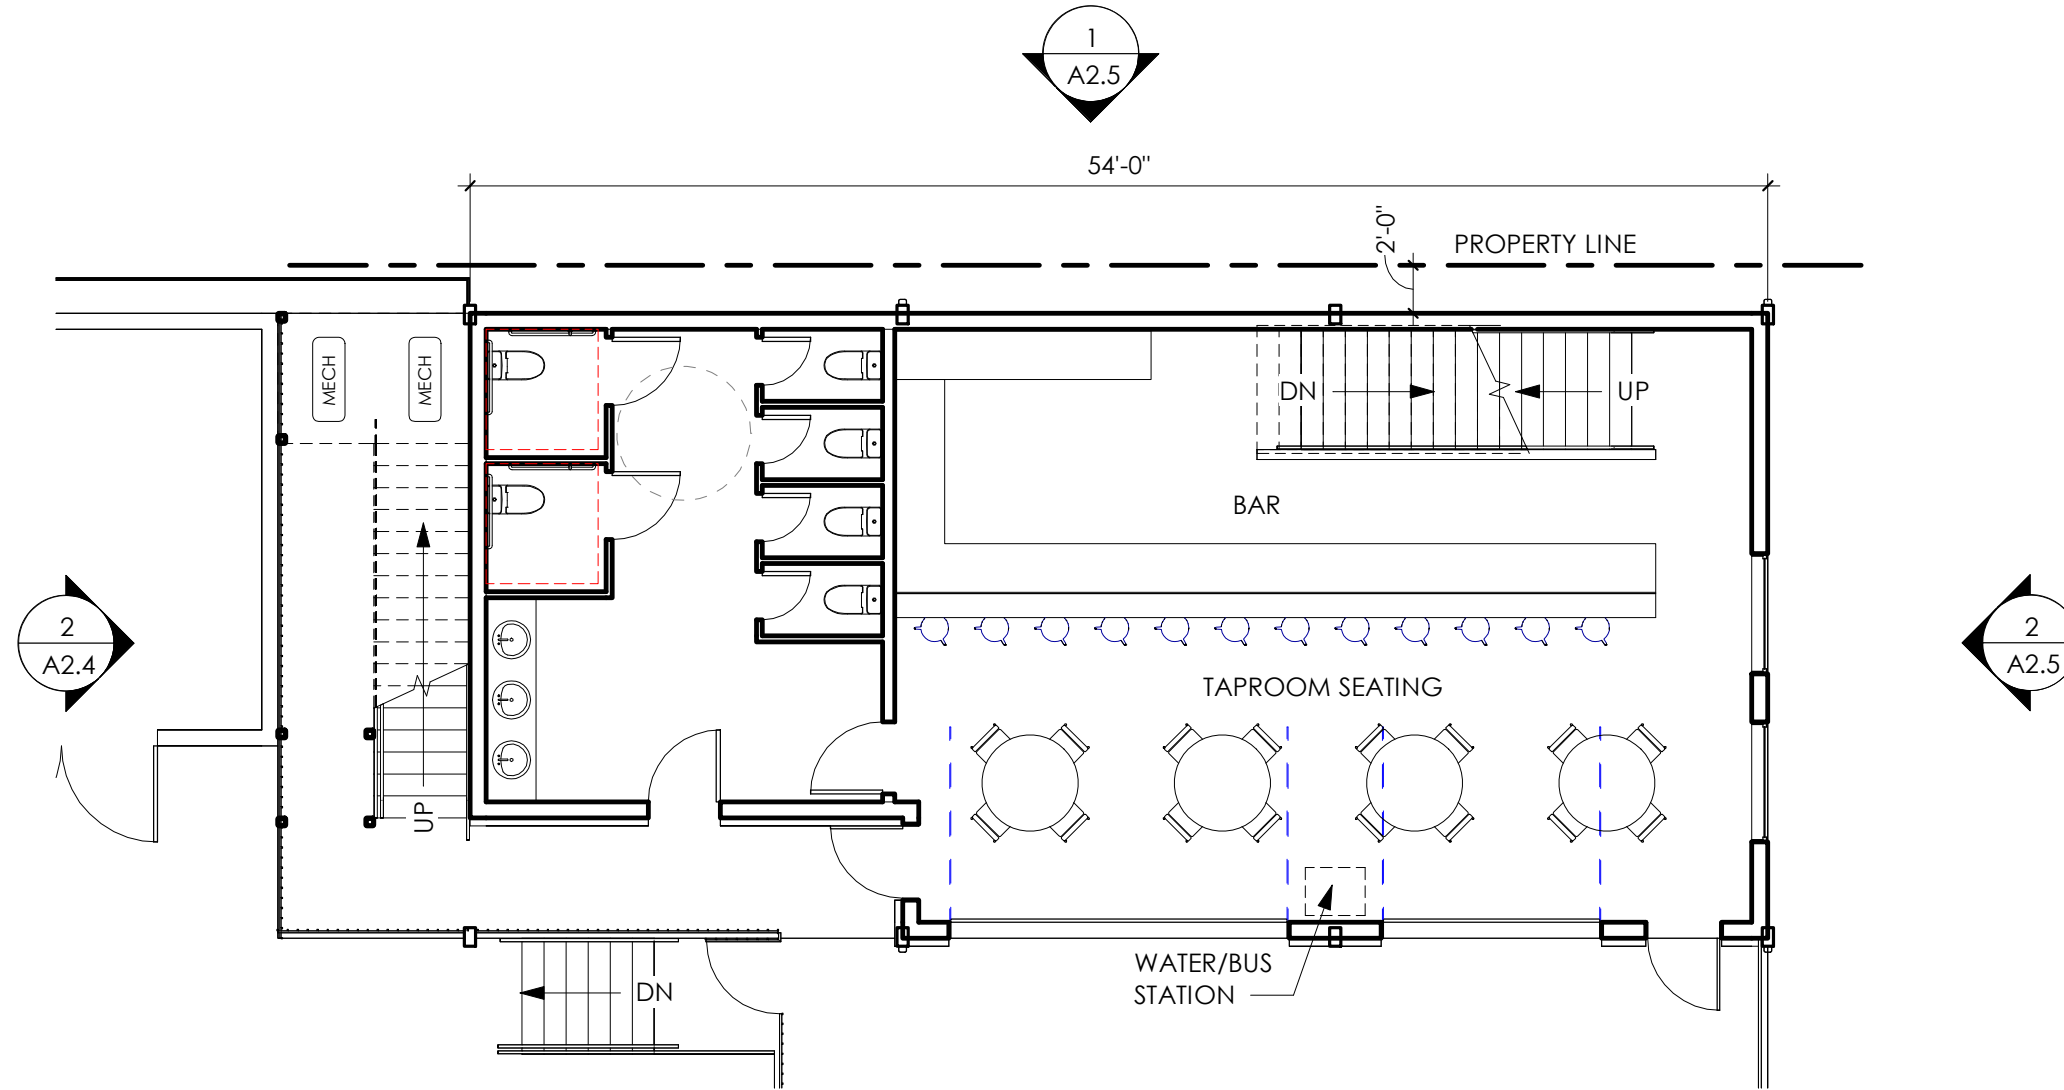 1
A2.5
54'-0"
2'-0"
PROPERTY LINE
MECH
MECH
DN
UP
BAR
2
A2.4
2
A2.5
TAPROOM SEATING
UP
WATER/BUS
STATION
DN